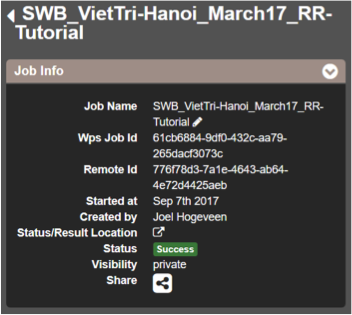 SWB_VietTri-Hanoi_March17_RR-
Tutorial
Job Info
Job Name SWB_VietTri-Hanoi_March17_RR-
Tutorial
Wps Job Id 61cb6884-9df0-432c-aa79-
265dacf3073c
Remote Id 776f78d3-7a1e-4643-ab64-
4e72d4425aeb
Started at Sep 7th 2017
Created by Joel Hogeveen
Status/Result Location
Status Success
Visibility private
Share